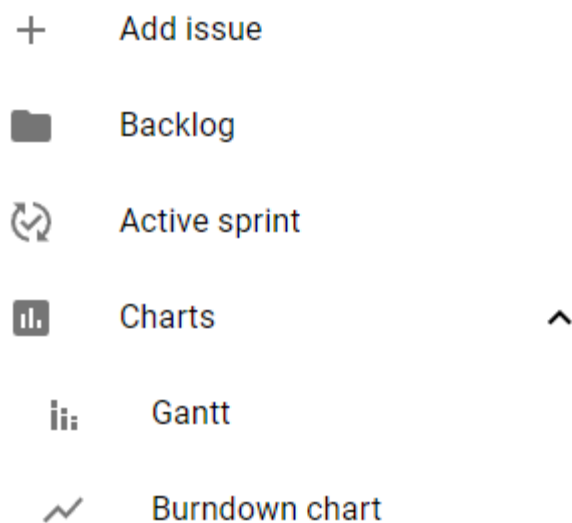 Add issue
Backlog
Active sprint
Charts
Gantt
Burndown chart